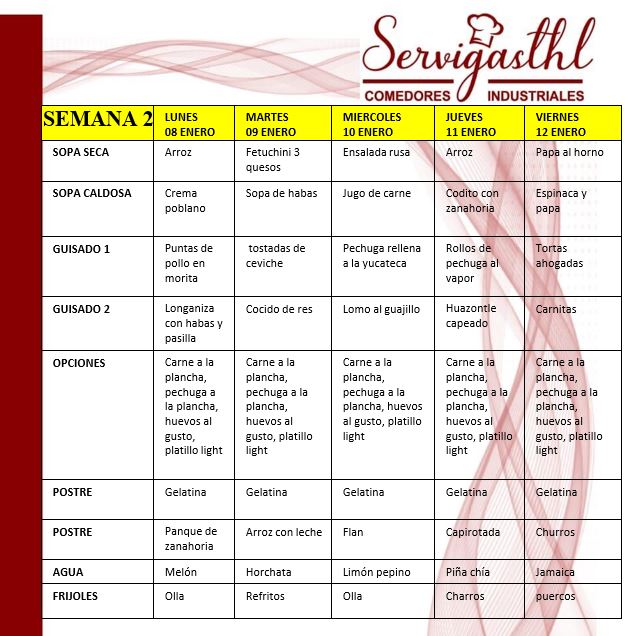 Servigasthl
COMEDORES INDUSTRIALES
SEMANA 2 LUNES 08 ENERO MARTES 09 ENERO MIERCOLES 10 ENERO JUEVES 11 ENERO VIERNES 12 ENERO
SOPA SECA Arroz Fetuchini 3 quesos Ensalada rusa Arroz Papa al horno
SOPA CALDOSA Crema poblano Sopa de habas Jugo de carne Codito con zanahoria Espinaca y papa
GUISADO 1 Puntas de pollo en morita tostadas de ceviche Pechuga rellena a la yucateca Rollos de pechuga al vapor Tortas ahogadas
GUISADO 2 Longaniza con habas y pasilla Cocido de res Lomo al guajillo Huazontle capeado Carnitas
OPCIONES Carne a la plancha, pechuga a la plancha, huevos al gusto, platillo light Carne a la plancha, pechuga a la plancha, huevos al gusto, platillo light Carne a la plancha, pechuga a la plancha, huevos al gusto, platillo light Carne a la plancha, pechuga a la plancha, huevos al gusto, platillo light Carne a la plancha, pechuga a la plancha, huevos al gusto, platillo light
POSTRE Gelatina Gelatina Gelatina Gelatina Gelatina
POSTRE Panque de zanahoria Arroz con leche Flan Capirotada Churros
AGUA Melón Horchata Limón pepino Piña chía Jamaica
FRIJOLES Olla Refritos Olla Charros puercos